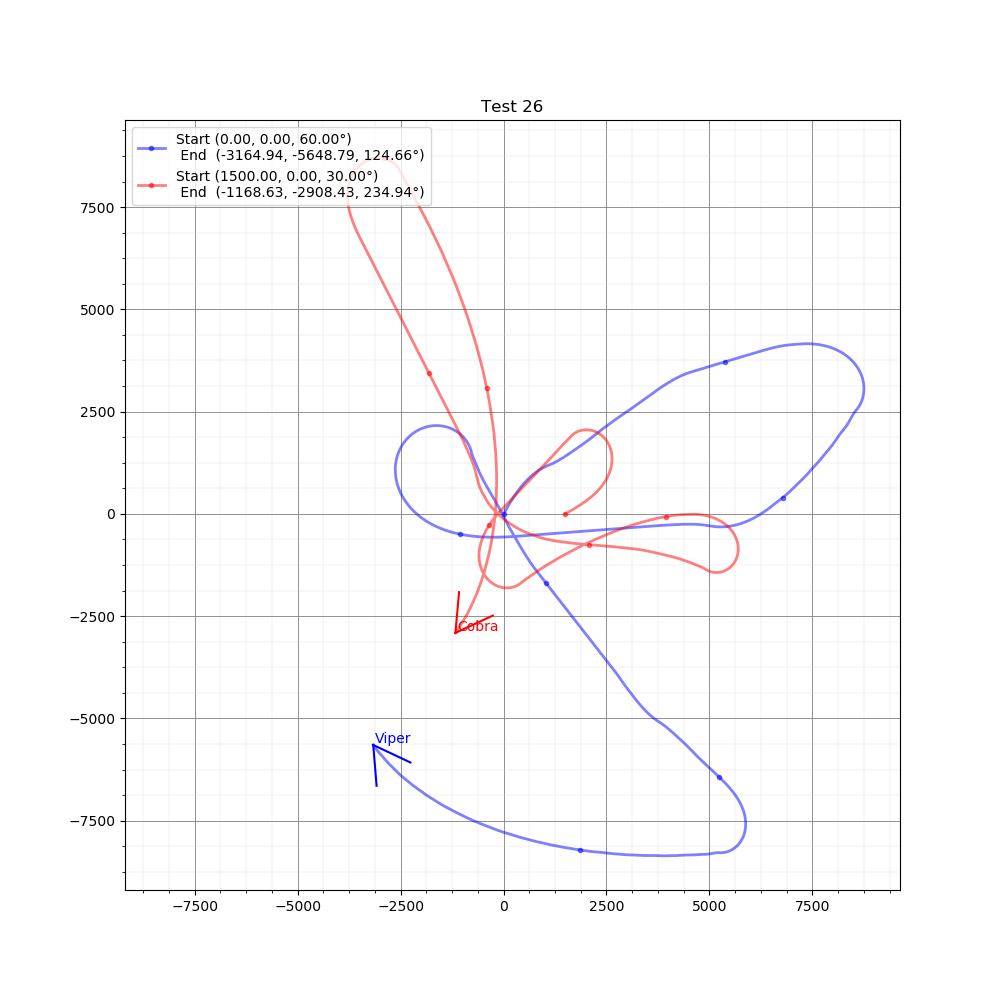 Test 26
Start (0.00, 0.00, 60.00°)
End (-3164.94, -5648.79, 124.66°)
Start (1500.00, 0.00, 30.00°)
End (-1168.63, -2908.43, 234.94°)
7500
5000
2500
0
−2500
−5000
−7500
Cobra
Viper
−7500
−5000
−2500
0
2500
5000
7500